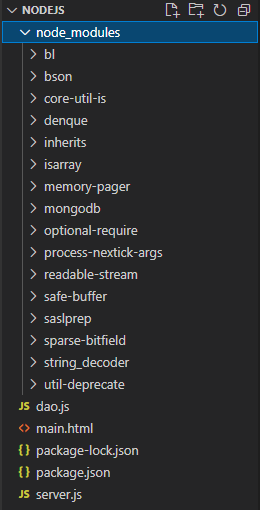 NODEJS
node_modules
bl
bson
core-util-is
denque
inherits
isarray
memory-pager
mongodb
optional-require
process-nextick-args
readable-stream
safe-buffer
saslprep
sparse-bitfield
string_decoder
util-deprecate
JS dao.js
<> main.html
{} package-lock.json
{} package.json
JS server.js